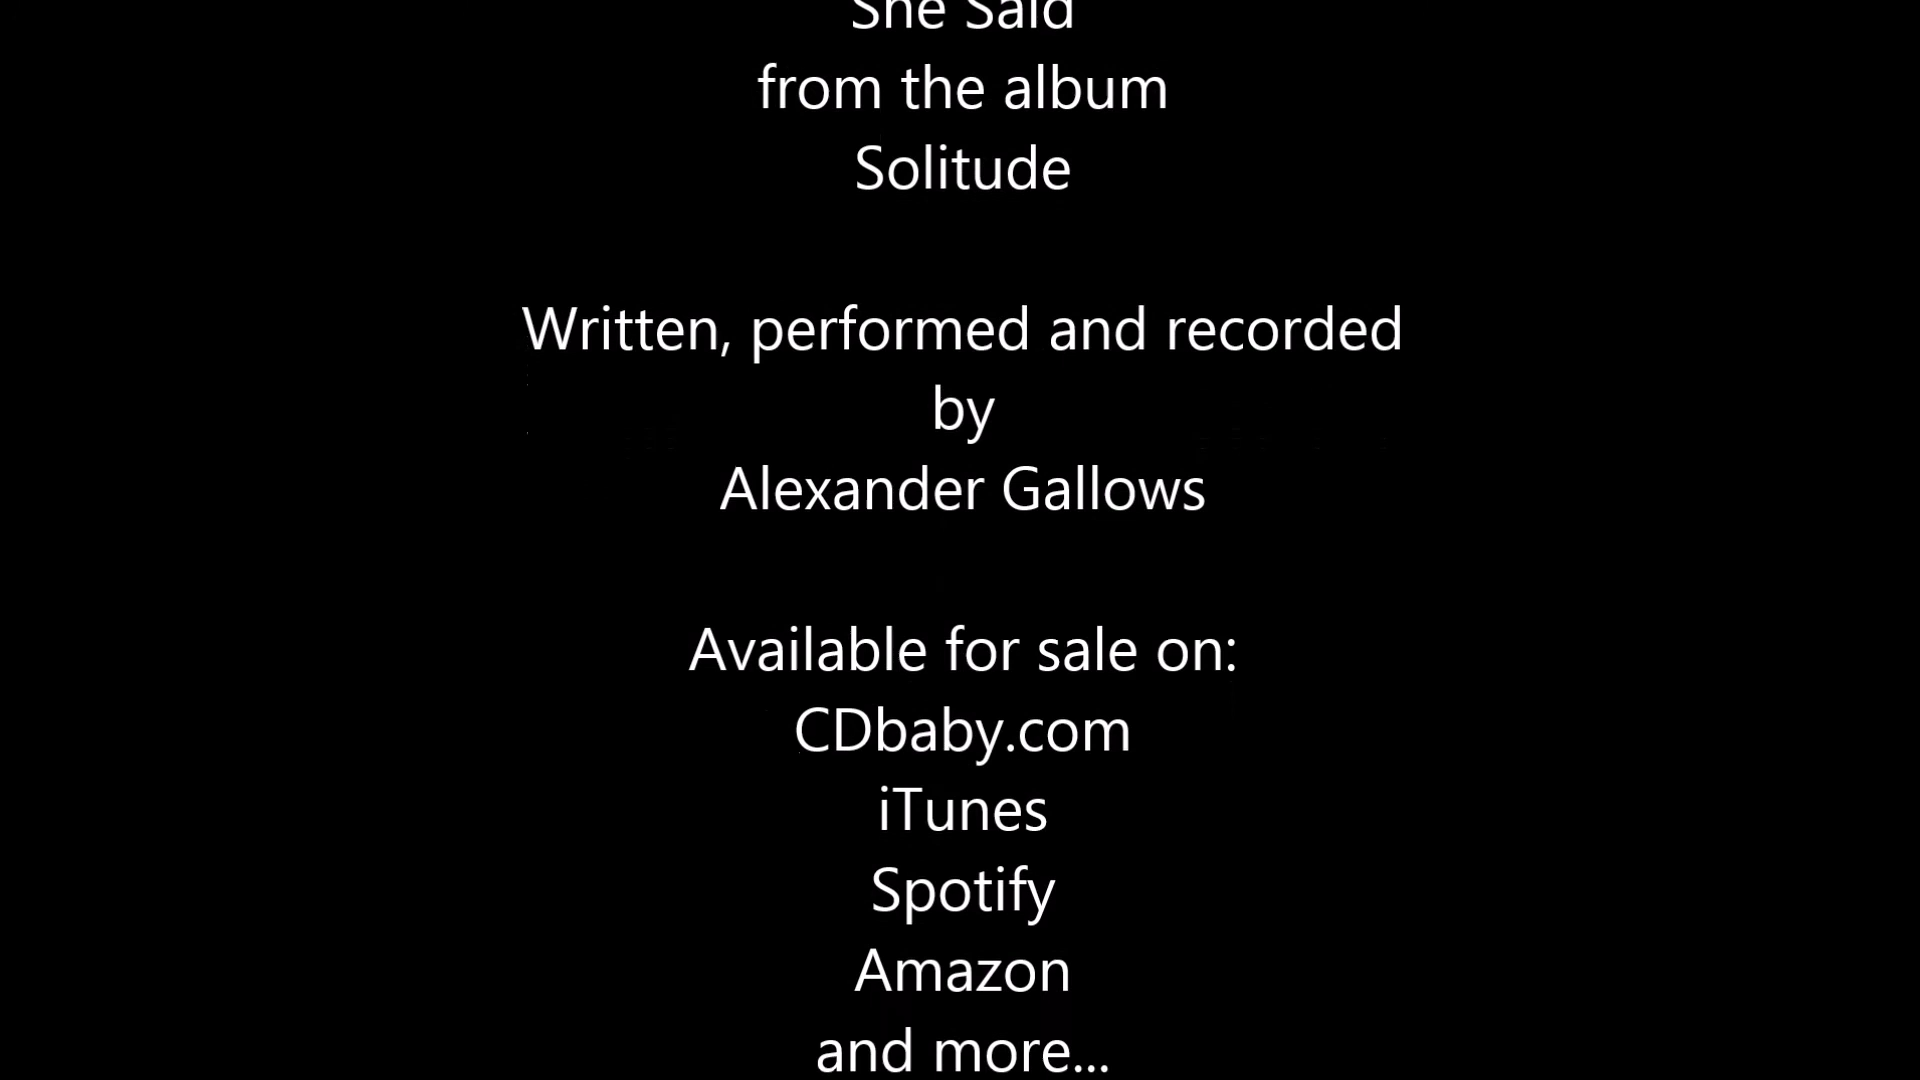 She Said
from the album
Solitude
Written, performed and recorded
by
Alexander Gallows
Available for sale on:
CDbaby.com
iTunes
Spotify
Amazon
and more...